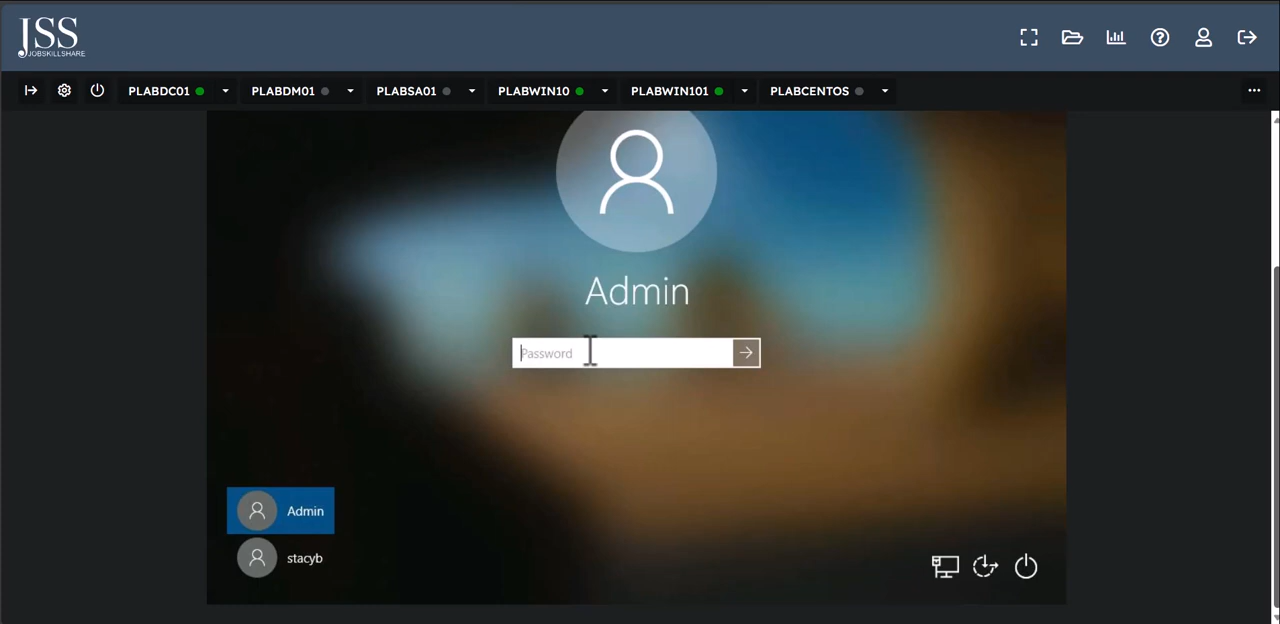 JSS
JOBSKILLSHARE
PLABDC01 PLABDM01 PLABSA01 PLABWIN10 PLABWIN101 PLABCENTOS
Admin
Password
Admin
stacyb